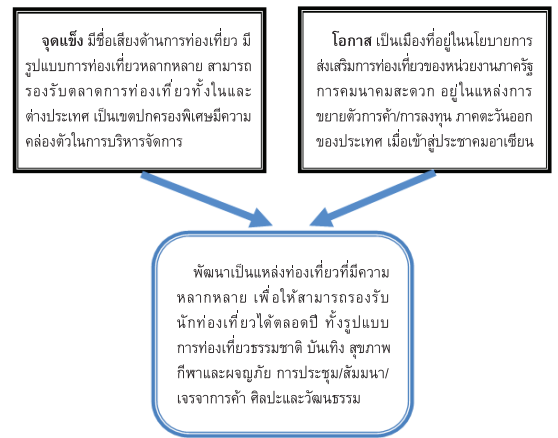 จุดแข็ง มีชื่อเสียงด้านการท่องเที่ยว มี
รูปแบบการท่องเที่ยวหลากหลาย สามารถ
รองรับตลาดการท่องเที่ยวทั้งในและ
ต่างประเทศ เป็นเขตปกครองพิเศษมีความ
คล่องตัวในการบริหารจัดการ
โอกาส เป็นเมืองที่อยู่ในนโยบายการ
ส่งเสริมการท่องเที่ยวของหน่วยงานภาครัฐ
การคมนาคมสะดวก อยู่ในแหล่งการ
ขยายตัวการค้า/การลงทุน ภาคตะวันออก
ของประเทศ เมื่อเข้าสู่ประชาคมอาเซียน
พัฒนาเป็นแหล่งท่องเที่ยวที่มีความ
หลากหลาย เพื่อให้สามารถรองรับ
นักท่องเที่ยวได้ตลอดปี ทั้งรูปแบบ
การท่องเที่ยวธรรมชาติ บันเทิง สุขภาพ
กีฬาและผจญภัย การประชุม/สัมมนา/
เจรจาการค้า ศิลปะและวัฒนธรรม